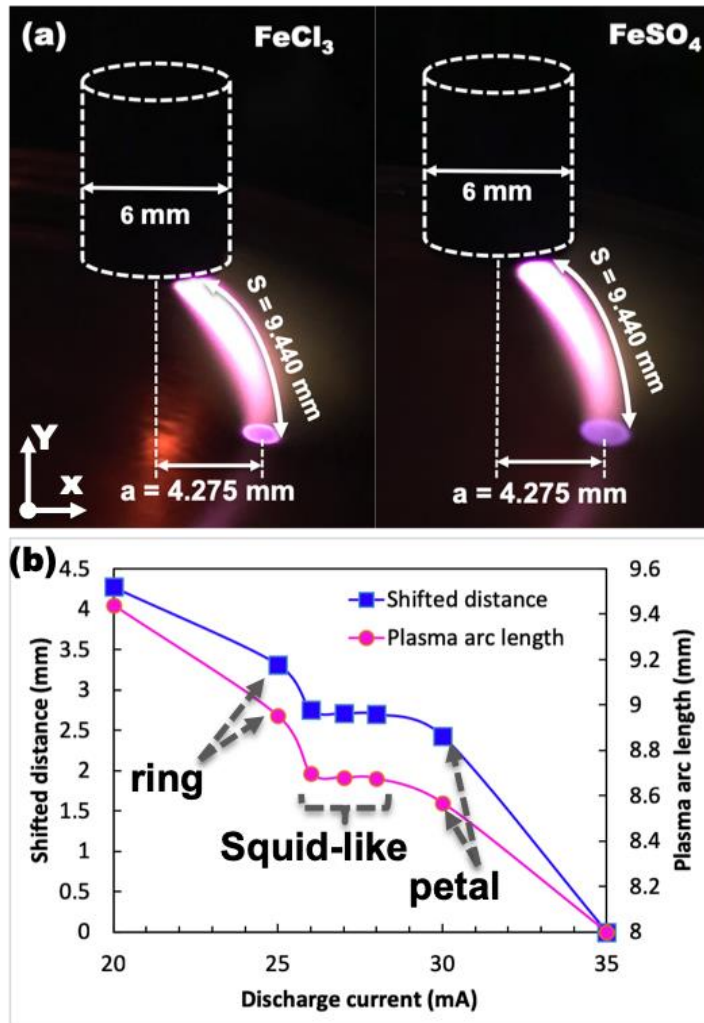 (a)
FeCl₃
FeSO₄
6 mm
6 mm
S = 9.440 mm
S = 9.440 mm
Y
X
a = 4.275 mm
a = 4.275 mm
(b)
4.5
4
3.5
3
2.5
2
1.5
1
0.5
0
Shifted distance (mm)
Shifted distance
Plasma arc length
ring
Squid-like
petal
9.6
9.4
9.2
9
8.8
8.6
8.4
8.2
8
Plasma arc length (mm)
20
25
30
35
Discharge current (mA)